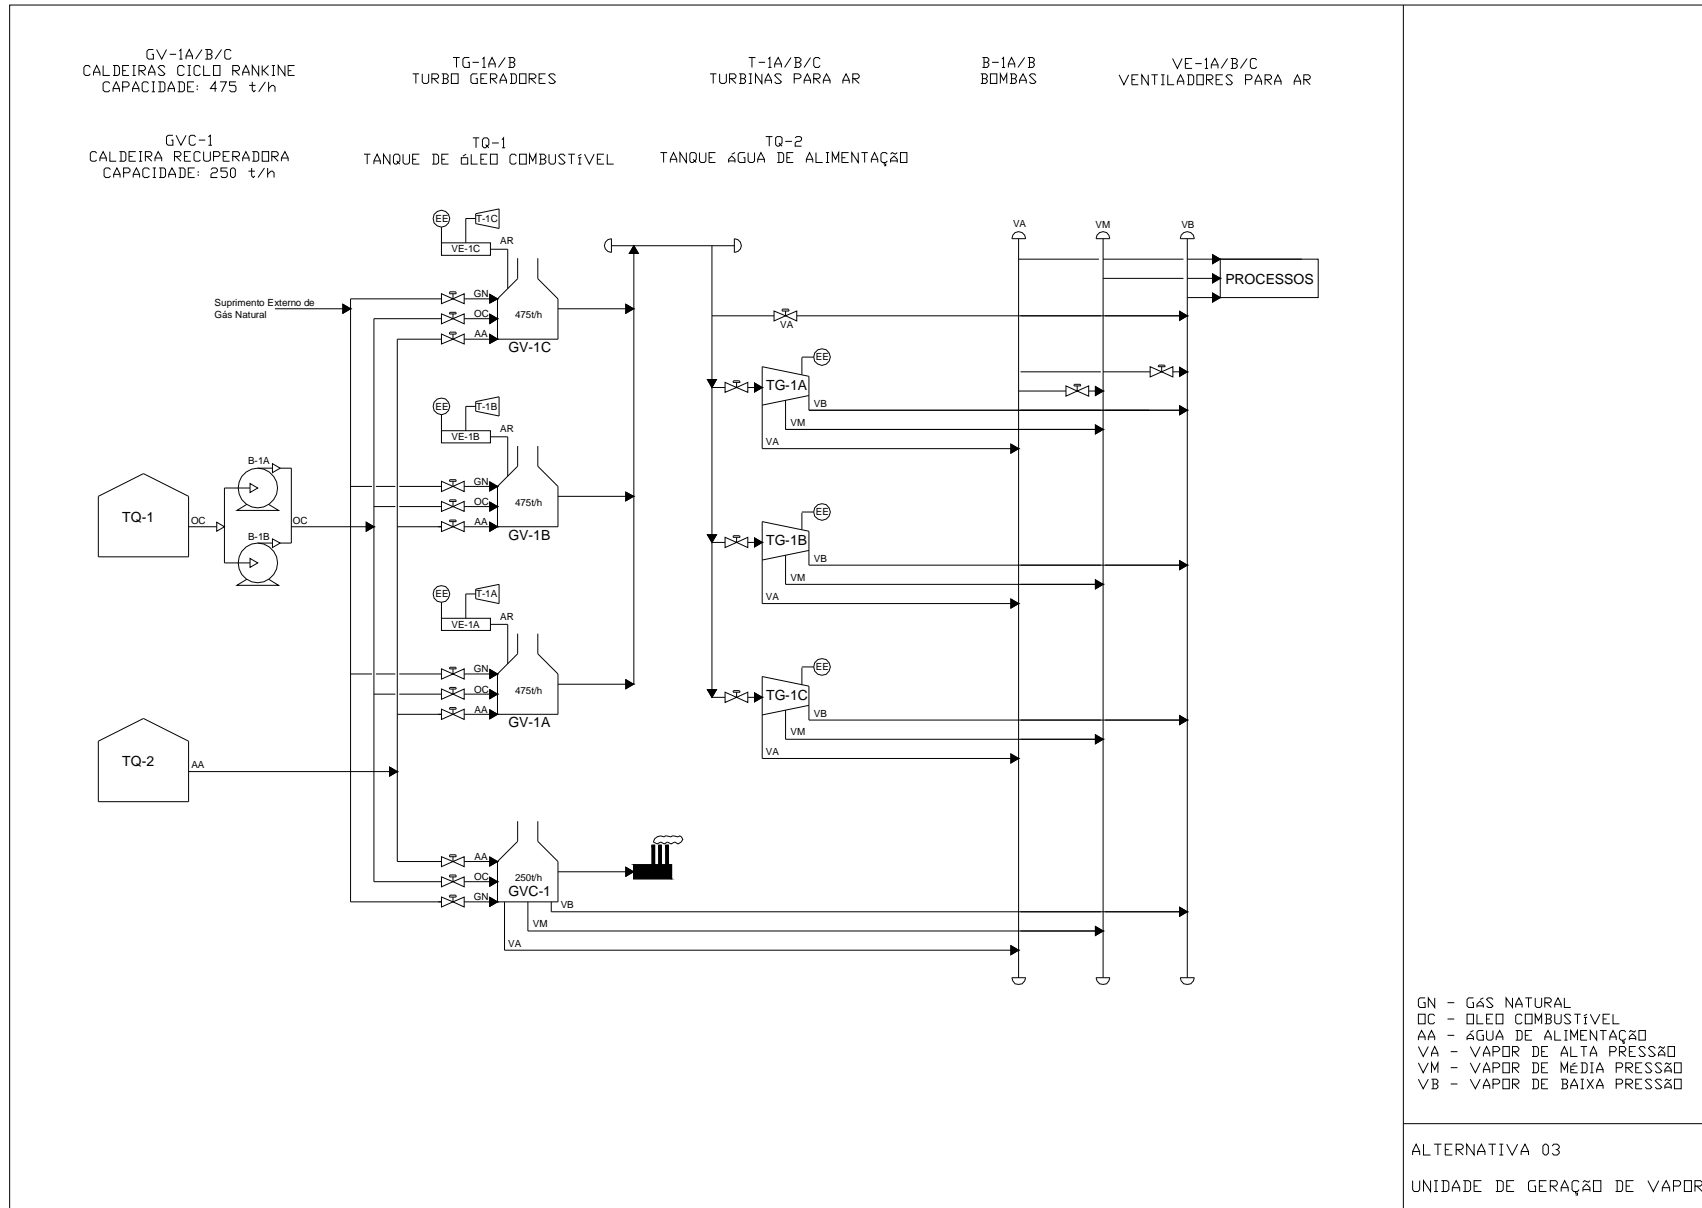 GV-1A/B/C
CALDEIRAS CICLO RANKINE
CAPACIDADE: 475 t/h
TG-1A/B
TURBO GERADORES
T-1A/B/C
TURBINAS PARA AR
B-1A/B
BOMBAS
VE-1A/B/C
VENTILADORES PARA AR
GVC-1
CALDEIRA RECUPERADORA
CAPACIDADE: 250 t/h
TQ-1
TANQUE DE óLEO COMBUSTíVEL
TQ-2
TANQUE áGUA DE ALIMENTAÇãO
EE
T-1C
VE-1C
AR
VA
VM
VB
PROCESSOS
Suprimento Externo de
Gás Natural
GN
OC
AA
475t/h
GV-1C
VA
EE
TG-1A
VB
VM
VA
EE
T-1B
VE-1B
AR
GN
OC
AA
475t/h
GV-1B
TQ-1
OC
B-1A
B-1B
OC
EE
TG-1B
VB
VM
VA
EE
T-1A
VE-1A
AR
GN
OC
AA
475t/h
GV-1A
EE
TG-1C
VB
VM
VA
TQ-2
AA
AA
OC
GN
250t/h
GVC-1
VB
VM
VA
GN - GáS NATURAL
OC - OLEO COMBUSTíVEL
AA - áGUA DE ALIMENTAÇãO
VA - VAPOR DE ALTA PRESSãO
VM - VAPOR DE MéDIA PRESSãO
VB - VAPOR DE BAIXA PRESSãO
ALTERNATIVA 03
UNIDADE DE GERAÇãO DE VAPOR